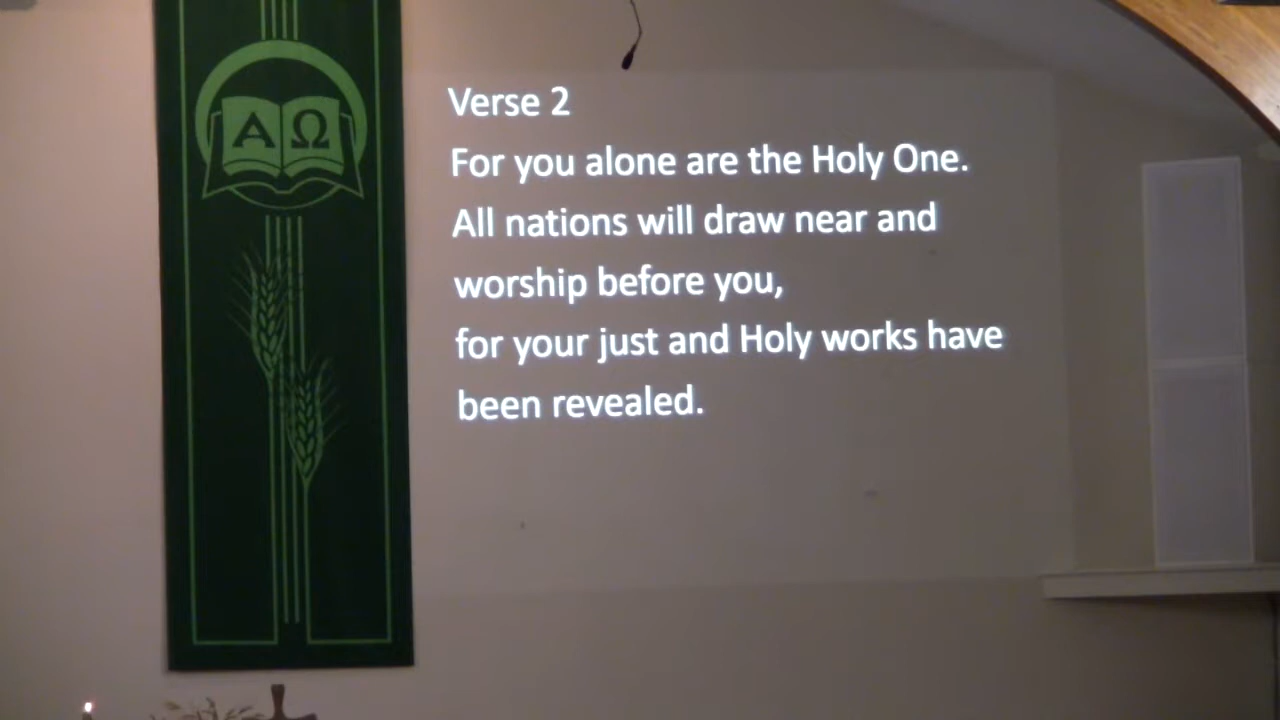 Α Ω
Verse 2
For you alone are the Holy One.
All nations will draw near and
worship before you,
for your just and Holy works have
been revealed.